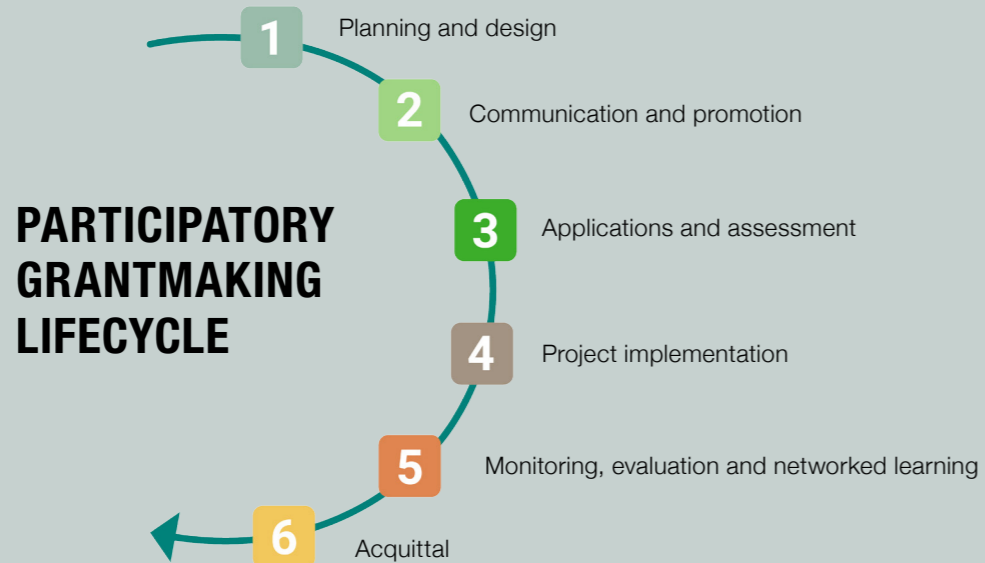 1 Planning and design
2 Communication and promotion
PARTICIPATORY
GRANTMAKING
LIFECYCLE
3 Applications and assessment
4 Project implementation
5 Monitoring, evaluation and networked learning
6 Acquittal